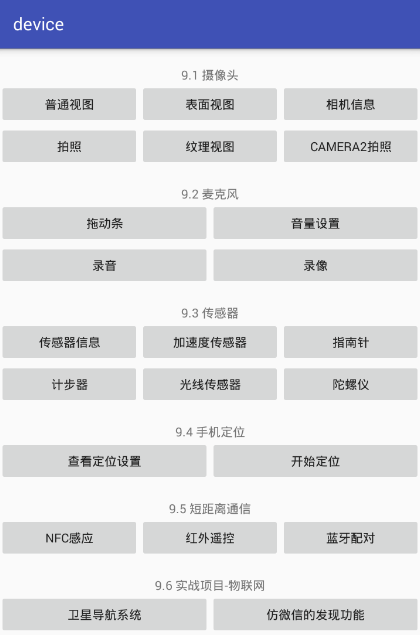 device
9.1 摄像头
普通视图 表面视图 相机信息
拍照 纹理视图 CAMERA2拍照
9.2 麦克风
拖动条 音量设置
录音 录像
9.3 传感器
传感器信息 加速度传感器 指南针
计步器 光线传感器 陀螺仪
9.4 手机定位
查看定位设置 开始定位
9.5 短距离通信
NFC感应 红外遥控 蓝牙配对
9.6 实战项目-物联网
卫星导航系统 仿微信的发现功能